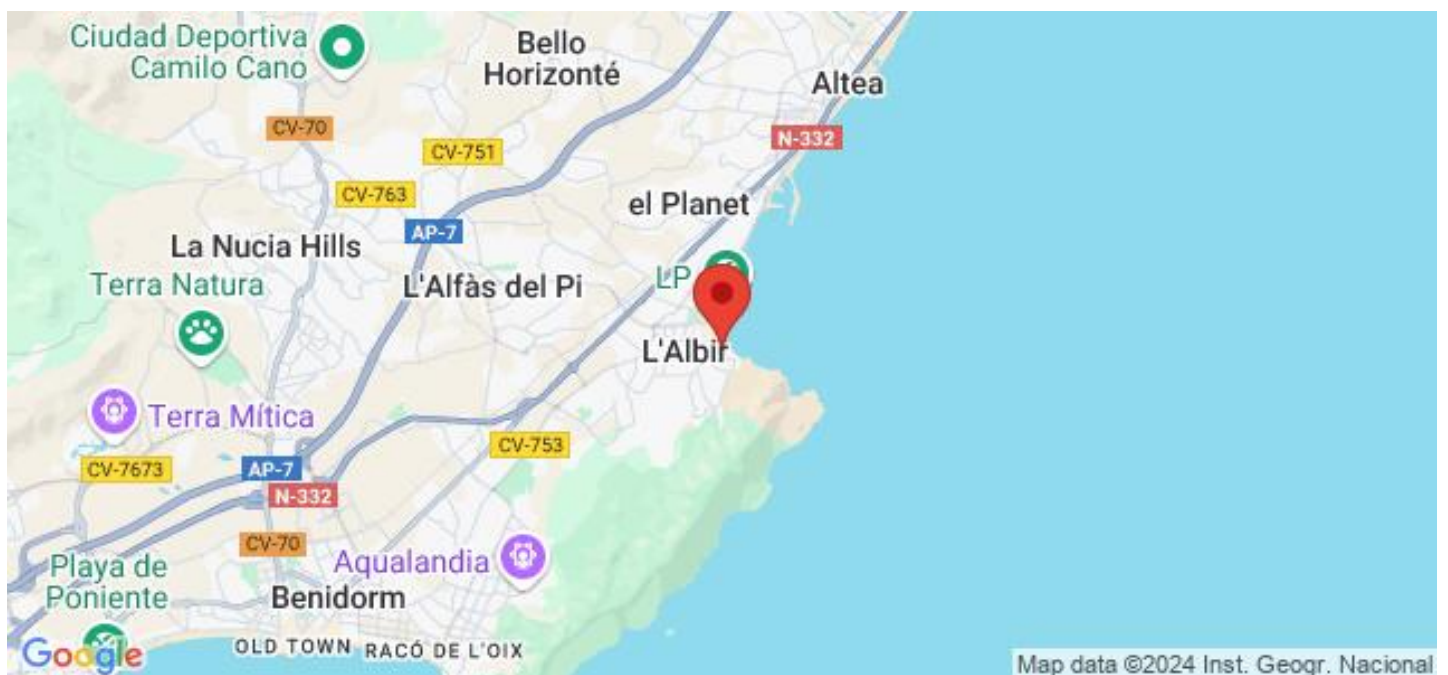 Ciudad Deportiva
Camilo Cano
Bello
Horizonté
Altea
CV-70
N-332
CV-751
CV-763
el Planet
AP-7
La Nucia Hills
LP
Terra Natura
L'Alfàs del Pi
L'Albir
Terra Mítica
CV-753
CV-7673
AP-7
N-332
CV-70
Aqualandia
Playa de
Poniente
Benidorm
OLD TOWN
RACÓ DE L'OIX
Google
Map data ©2024 Inst. Geogr. Nacional